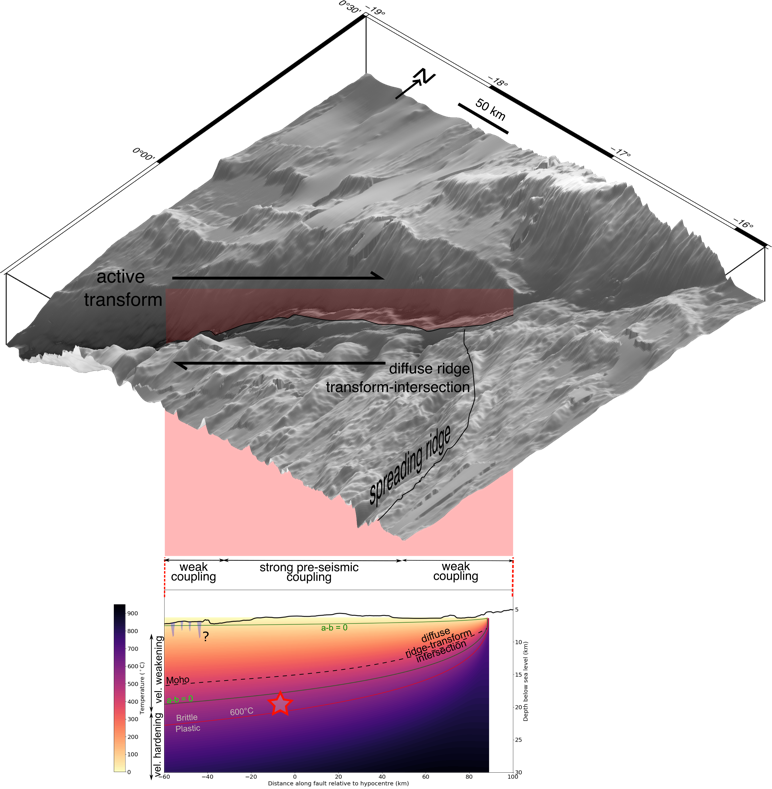 0°30'
−19°
N
−18°
50 km
0°00'
−17°
−16°
active
transform
diffuse ridge
transform-intersection
spreading ridge
weak
coupling
strong pre-seismic
coupling
weak
coupling
900
800
700
600
500
400
300
200
100
0
Temperature (°C)
vel. weakening
vel. hardening
?
a-b = 0
diffuse
ridge-transform
intersection
Moho
a-b = 0
600°C
Brittle
Plastic
5
10
15
20
25
30
Depth below sea level (km)
−60
−40
−20
0
20
40
60
80
100
Distance along fault relative to hypocentre (km)